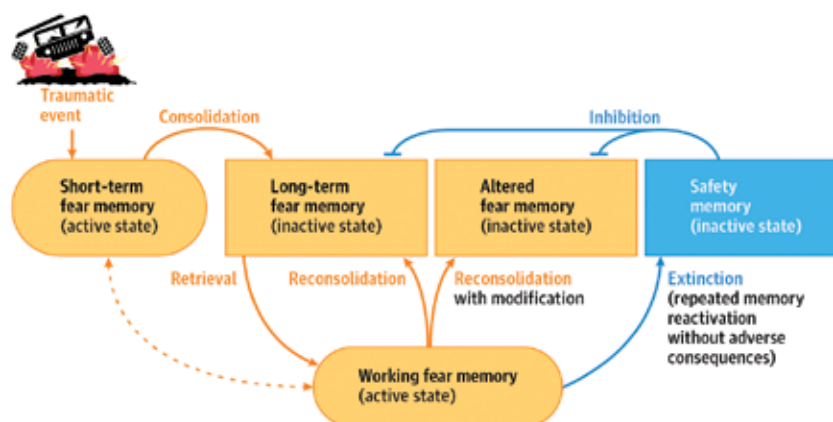 Traumatic
event
Consolidation
Inhibition
Short-term
fear memory
(active state)
Long-term
fear memory
(inactive state)
Altered
fear memory
(inactive state)
Safety
memory
(inactive state)
Retrieval
Reconsolidation
Reconsolidation
with modification
Extinction
(repeated memory
reactivation
without adverse
consequences)
Working fear memory
(active state)